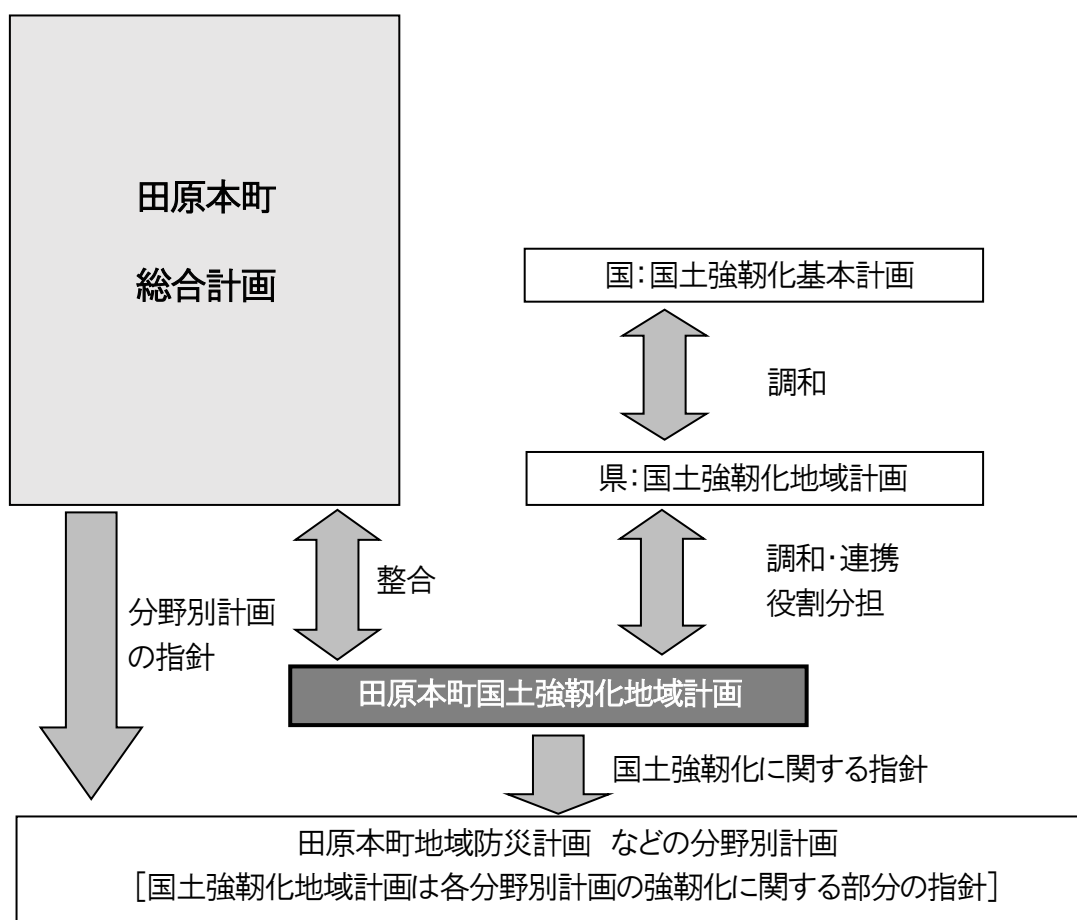 田原本町
総合計画
国：国土強靭化基本計画
調和
県：国土強靭化地域計画
整合
調和・連携
役割分担
分野別計画
の指針
田原本町国土強靭化地域計画
国土強靭化に関する指針
田原本町地域防災計画　などの分野別計画
［国土強靭化地域計画は各分野別計画の強靭化に関する部分の指針］